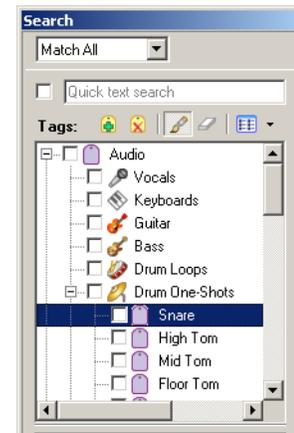 Search
Match All
Quick text search
Tags:
Audio
Vocals
Keyboards
Guitar
Bass
Drum Loops
Drum One-Shots
Snare
High Tom
Mid Tom
Floor Tom